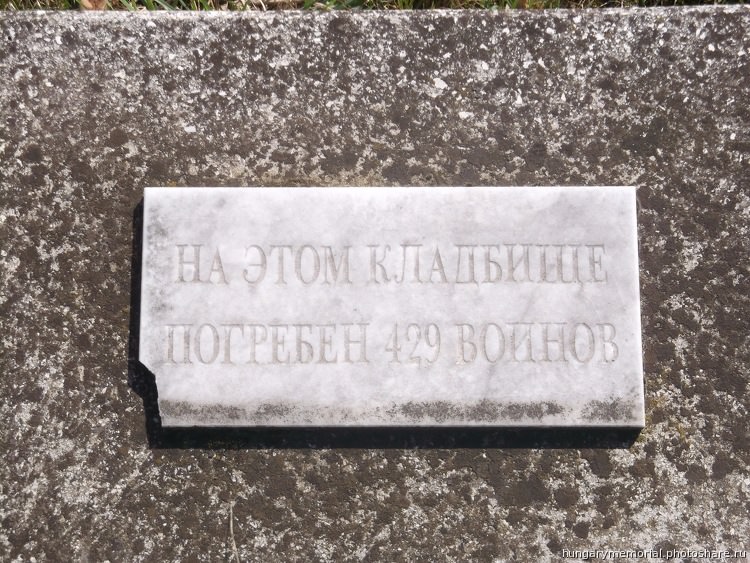 НА ЭТОМ КЛАДБИЩЕ
ПОГРЕБЕН 429 ВОИНОВ
hungarymemorial.photoshare.ru